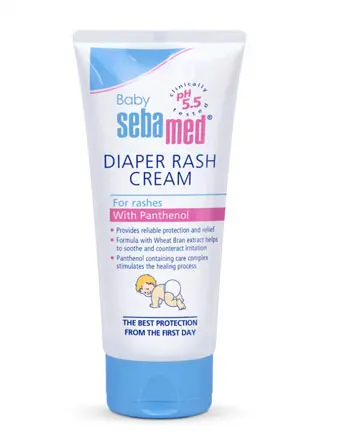 Baby
clinically tested
pH 5.5
sebamed®
DIAPER RASH
CREAM
For rashes
With Panthenol
• Provides reliable protection and relief
• Formula with Wheat Bran extract helps
to soothe and counteract irritation
• Panthenol containing care complex
stimulates the healing process.
THE BEST PROTECTION
FROM THE FIRST DAY